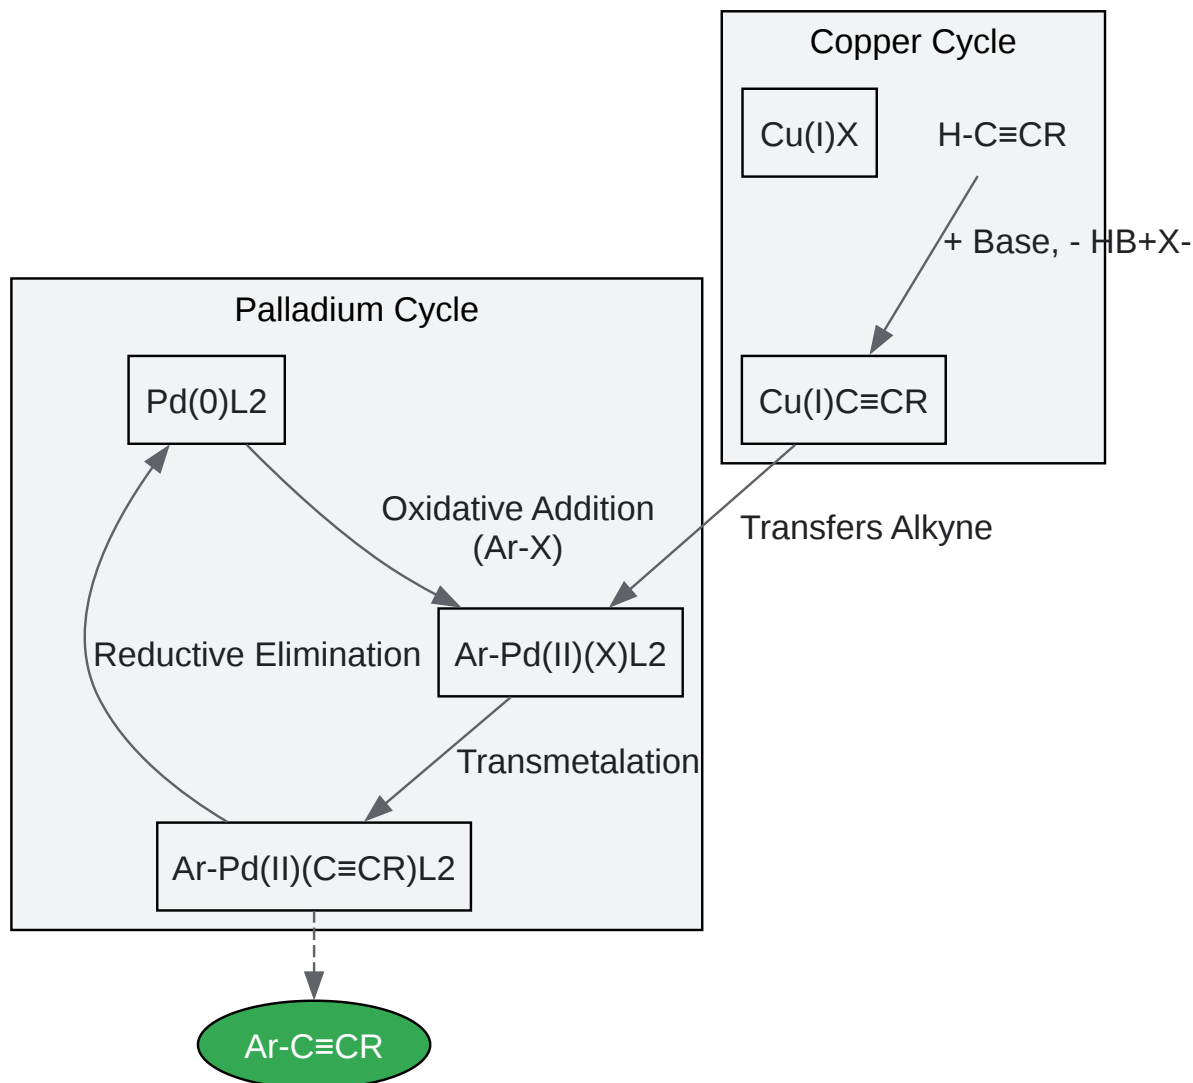 Copper Cycle
Cu(I)X
H-C≡CR
+ Base, - HB+X-
Palladium Cycle
Pd(0)L2
Cu(I)C≡CR
Oxidative Addition
(Ar-X)
Transfers Alkyne
Reductive Elimination
Ar-Pd(II)(X)L2
Transmetalation
Ar-Pd(II)(C≡CR)L2
Ar-C≡CR